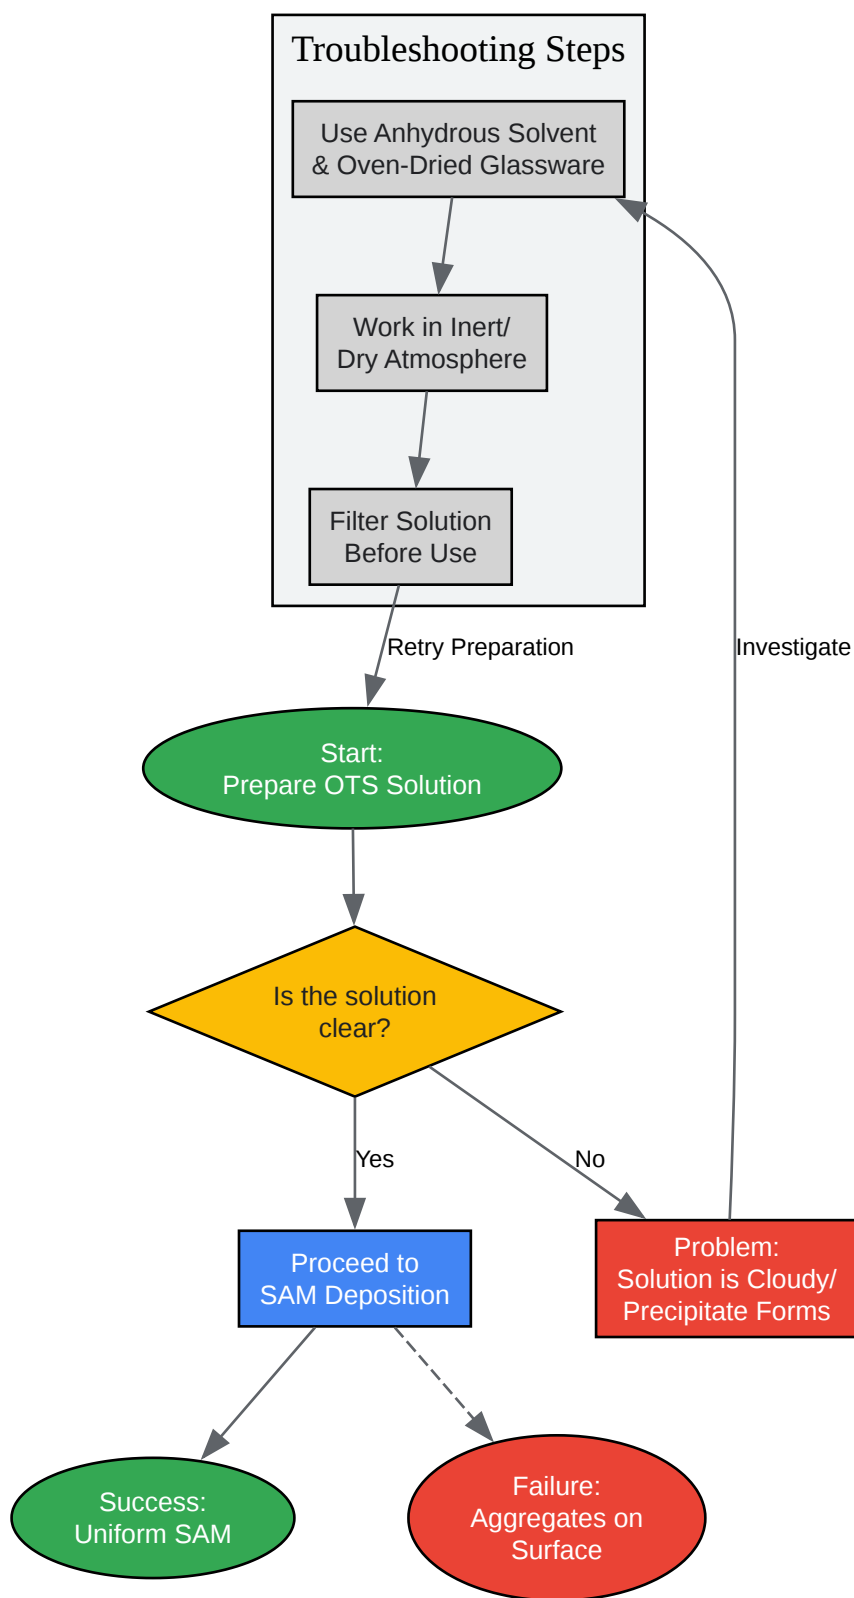 Troubleshooting Steps
Use Anhydrous Solvent
& Oven-Dried Glassware
Work in Inert/
Dry Atmosphere
Filter Solution
Before Use
Retry Preparation
Investigate
Start:
Prepare OTS Solution
Is the solution
clear?
Yes
No
Proceed to
SAM Deposition
Problem:
Solution is Cloudy/
Precipitate Forms
Success:
Uniform SAM
Failure:
Aggregates on
Surface